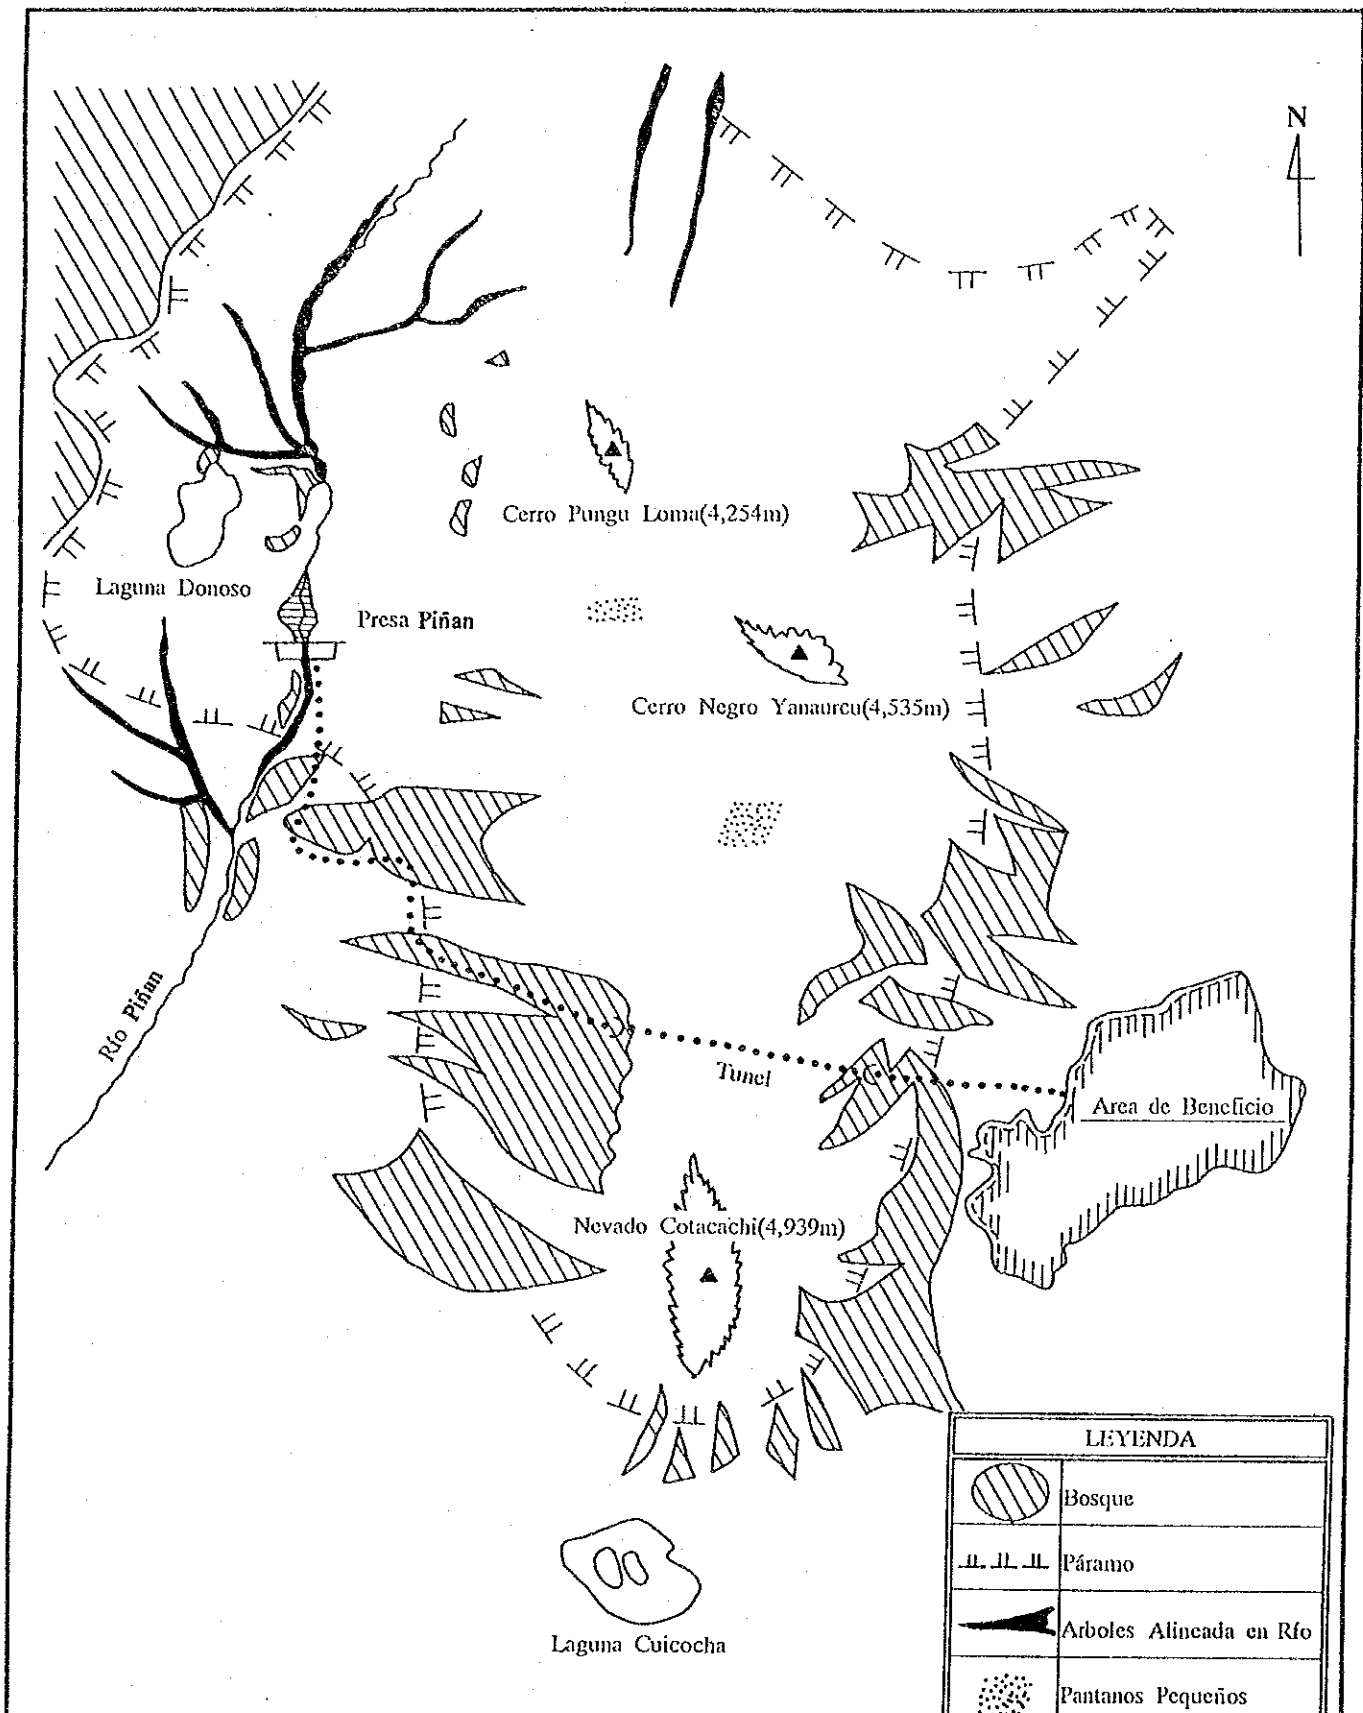 N
Cerro Pungu Loma(4,254m)
Laguna Donoso
Presa Piñan
Cerro Negro Yanaurcu(4,535m)
Río Piñan
Tunel
Area de Beneficio
Nevado Cotacachi(4,939m)
Laguna Cuicocha
LEYENDA
Bosque
Páramo
Arboles Alineada en Río
Pantanos Pequeños